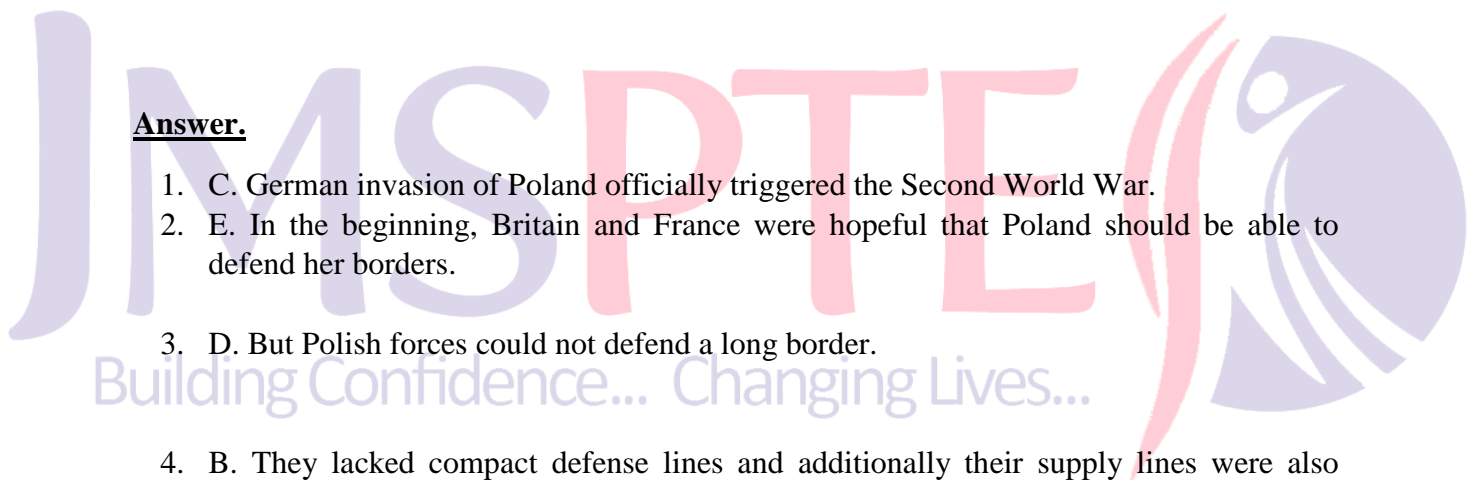 JMSPTE
Answer.
1. C. German invasion of Poland officially triggered the Second World War.
2. E. In the beginning, Britain and France were hopeful that Poland should be able to
defend her borders.
3. D. But Polish forces could not defend a long border.
Building Confidence... Changing Lives...
4. B. They lacked compact defense lines and additionally their supply lines were also